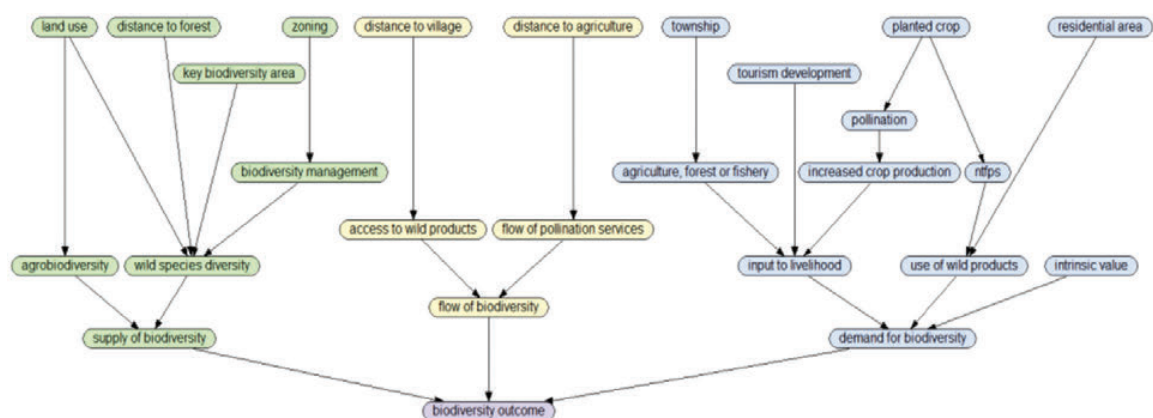 land use
distance to forest
zoning
distance to village
distance to agriculture
township
planted crop
residential area
key biodiversity area
tourism development
pollination
biodiversity management
agriculture, forest or fishery
increased crop production
ntfps
access to wild products
flow of pollination services
agrobiodiversity
wild species diversity
input to livelihood
use of wild products
intrinsic value
flow of biodiversity
supply of biodiversity
demand for biodiversity
biodiversity outcome